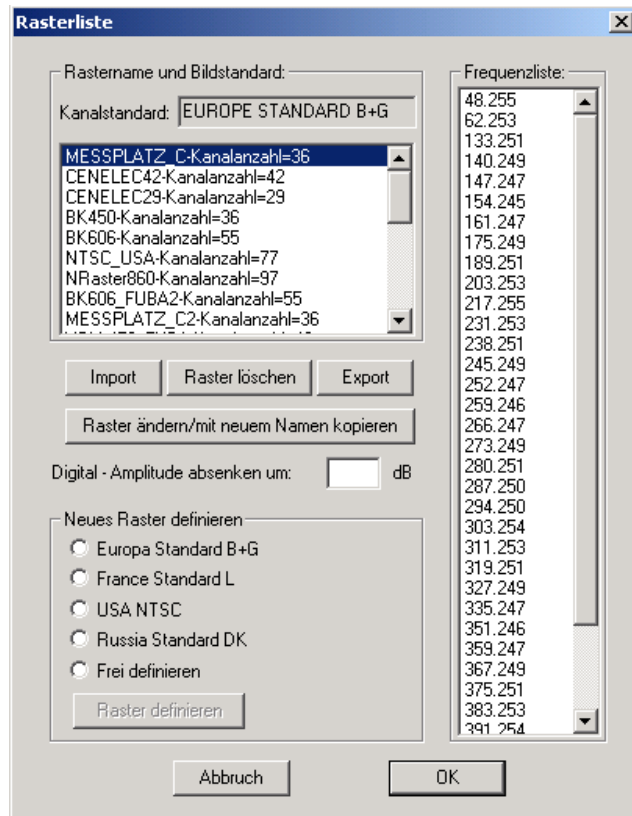 Rasterliste
Rastername und Bildstandard:
Kanalstandard: EUROPE STANDARD B+G
MESSPLATZ_C-Kanalanzahl=36
CENELEC42-Kanalanzahl=42
CENELEC29-Kanalanzahl=29
BK450-Kanalanzahl=36
BK606-Kanalanzahl=55
NTSC_USA-Kanalanzahl=77
NRaster860-Kanalanzahl=97
BK606_FUBA2-Kanalanzahl=55
MESSPLATZ_C2-Kanalanzahl=36
Import Raster löschen Export
Raster ändern/mit neuem Namen kopieren
Digital - Amplitude absenken um: dB
Neues Raster definieren
Europa Standard B+G
France Standard L
USA NTSC
Russia Standard DK
Frei definieren
Raster definieren
Frequenzliste:
48.255
62.253
133.251
140.249
147.247
154.245
161.247
175.249
189.251
203.253
217.255
231.253
238.251
245.249
252.247
259.246
266.247
273.249
280.251
287.250
294.250
303.254
311.253
319.251
327.249
335.247
351.246
359.247
367.249
375.251
383.253
391.254
Abbruch OK